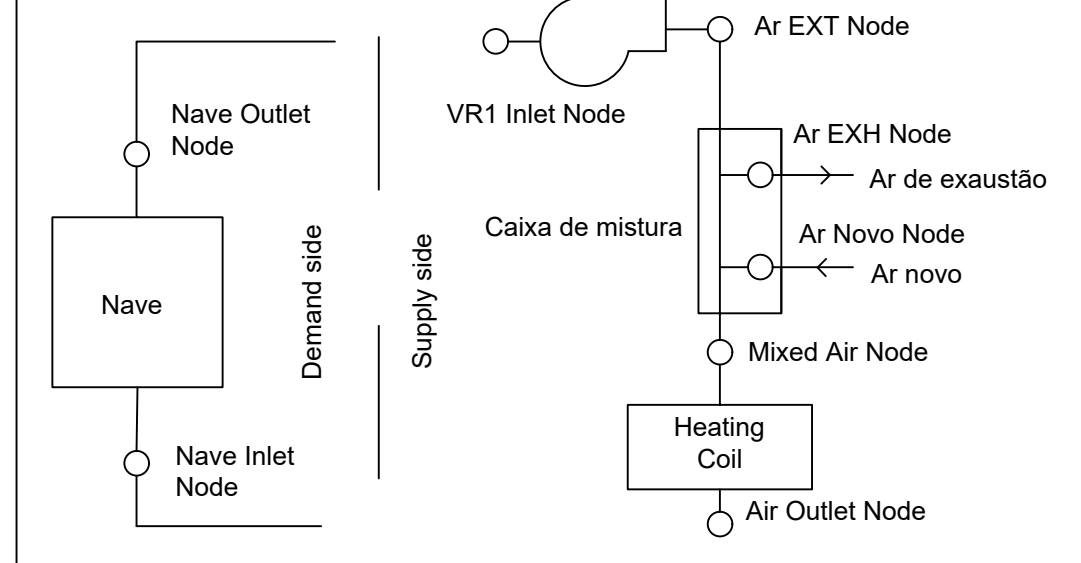 Ar EXT Node
Nave Outlet
Node
VR1 Inlet Node
Ar EXH Node
Ar de exaustão
Caixa de mistura
Ar Novo Node
Ar novo
Demand side
Supply side
Nave
Mixed Air Node
Heating
Coil
Nave Inlet
Node
Air Outlet Node